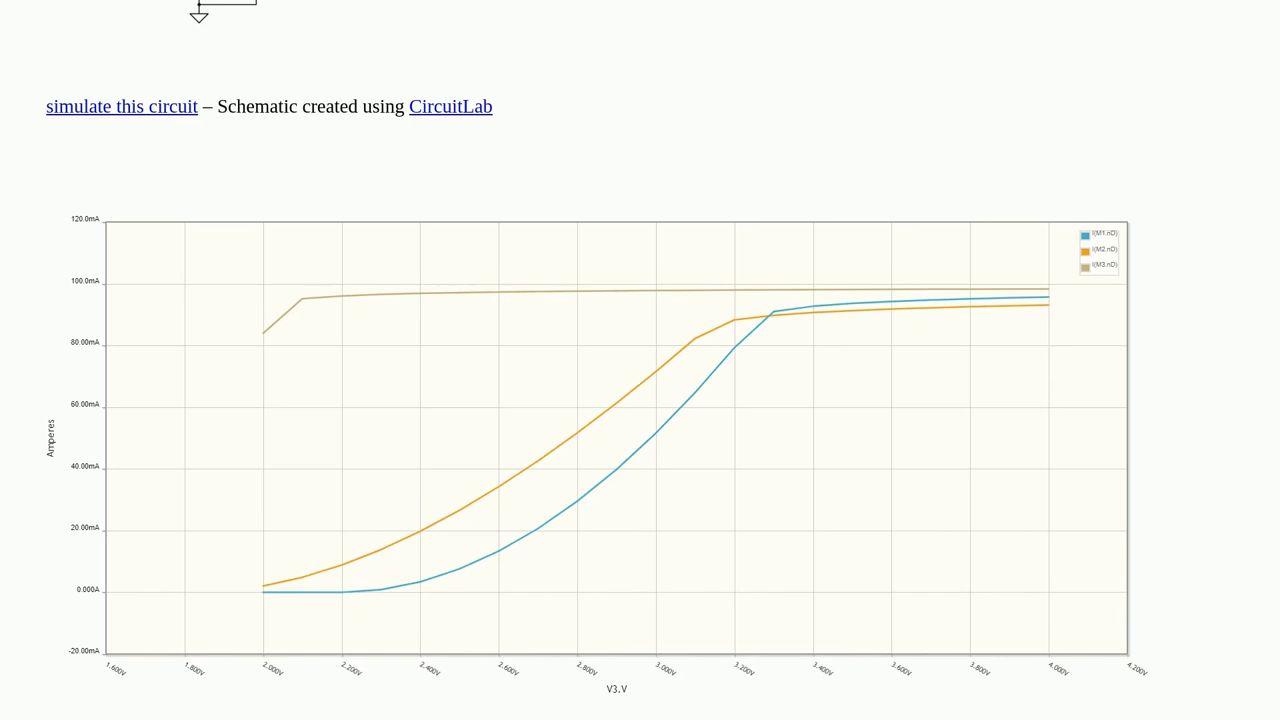 simulate this circuit – Schematic created using CircuitLab
120.0mA
I(M1.nD)
I(M2.nD)
I(M3.nD)
100.0mA
80.00mA
60.00mA
Amperes
40.00mA
20.00mA
0.000A
-20.00mA
1.600V 1.800V 2.000V 2.200V 2.400V 2.600V 2.800V 3.000V 3.200V 3.400V 3.600V 3.800V 4.000V 4.200V
V3.V